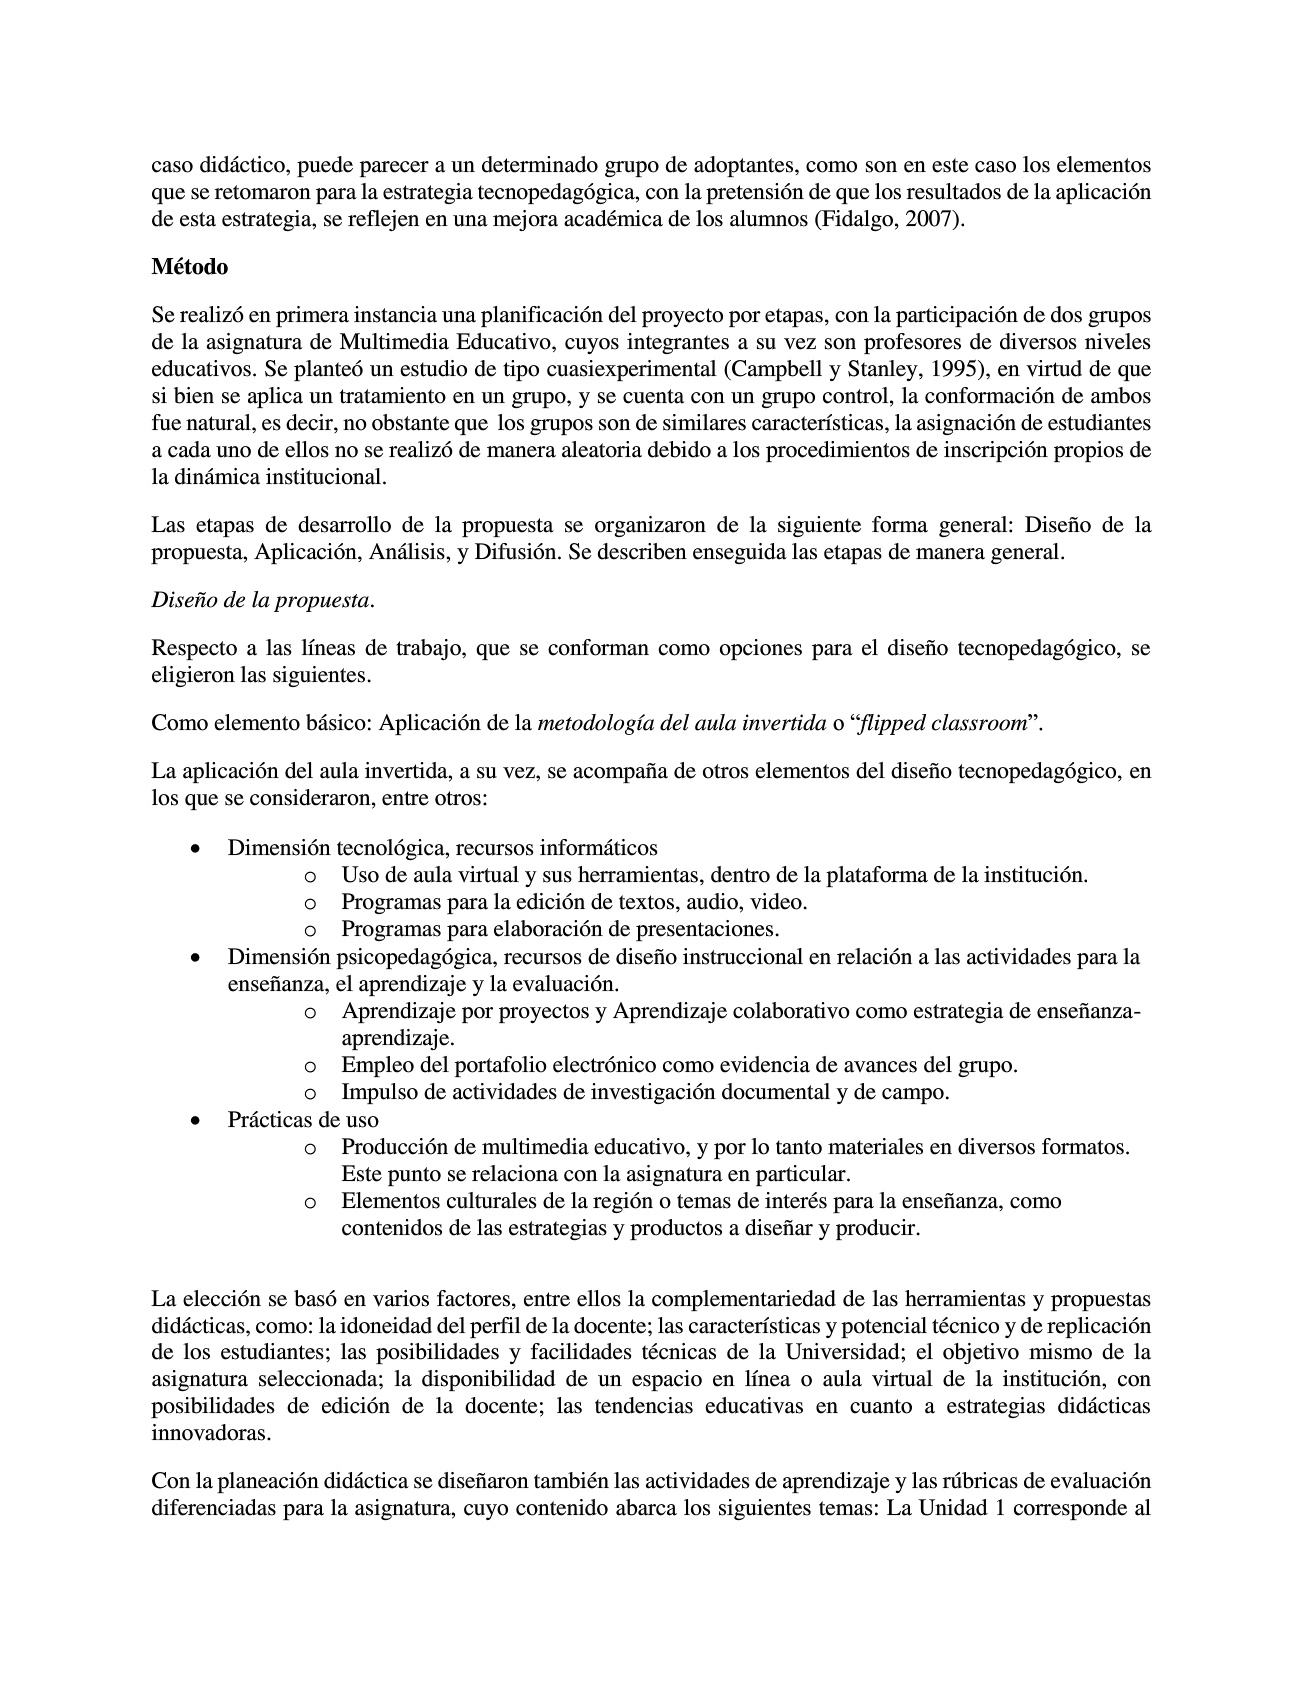 caso didáctico, puede parecer a un determinado grupo de adoptantes, como son en este caso los elementos
que se retomaron para la estrategia tecnopedagógica, con la pretensión de que los resultados de la aplicación
de esta estrategia, se reflejen en una mejora académica de los alumnos (Fidalgo, 2007).
Método
Se realizó en primera instancia una planificación del proyecto por etapas, con la participación de dos grupos
de la asignatura de Multimedia Educativo, cuyos integrantes a su vez son profesores de diversos niveles
educativos. Se planteó un estudio de tipo cuasiexperimental (Campbell y Stanley, 1995), en virtud de que
si bien se aplica un tratamiento en un grupo, y se cuenta con un grupo control, la conformación de ambos
fue natural, es decir, no obstante que los grupos son de similares características, la asignación de estudiantes
a cada uno de ellos no se realizó de manera aleatoria debido a los procedimientos de inscripción propios de
la dinámica institucional.
Las etapas de desarrollo de la propuesta se organizaron de la siguiente forma general: Diseño de la
propuesta, Aplicación, Análisis, y Difusión. Se describen enseguida las etapas de manera general.
Diseño de la propuesta.
Respecto a las líneas de trabajo, que se conforman como opciones para el diseño tecnopedagógico, se
eligieron las siguientes.
Como elemento básico: Aplicación de la metodología del aula invertida o “flipped classroom”.
La aplicación del aula invertida, a su vez, se acompaña de otros elementos del diseño tecnopedagógico, en
los que se consideraron, entre otros:
• Dimensión tecnológica, recursos informáticos
o Uso de aula virtual y sus herramientas, dentro de la plataforma de la institución.
o Programas para la edición de textos, audio, video.
o Programas para elaboración de presentaciones.
• Dimensión psicopedagógica, recursos de diseño instruccional en relación a las actividades para la
enseñanza, el aprendizaje y la evaluación.
o Aprendizaje por proyectos y Aprendizaje colaborativo como estrategia de enseñanza-
aprendizaje.
o Empleo del portafolio electrónico como evidencia de avances del grupo.
o Impulso de actividades de investigación documental y de campo.
• Prácticas de uso
o Producción de multimedia educativo, y por lo tanto materiales en diversos formatos.
Este punto se relaciona con la asignatura en particular.
o Elementos culturales de la región o temas de interés para la enseñanza, como
contenidos de las estrategias y productos a diseñar y producir.
La elección se basó en varios factores, entre ellos la complementariedad de las herramientas y propuestas
didácticas, como: la idoneidad del perfil de la docente; las características y potencial técnico y de replicación
de los estudiantes; las posibilidades y facilidades técnicas de la Universidad; el objetivo mismo de la
asignatura seleccionada; la disponibilidad de un espacio en línea o aula virtual de la institución, con
posibilidades de edición de la docente; las tendencias educativas en cuanto a estrategias didácticas
innovadoras.
Con la planeación didáctica se diseñaron también las actividades de aprendizaje y las rúbricas de evaluación
diferenciadas para la asignatura, cuyo contenido abarca los siguientes temas: La Unidad 1 corresponde al